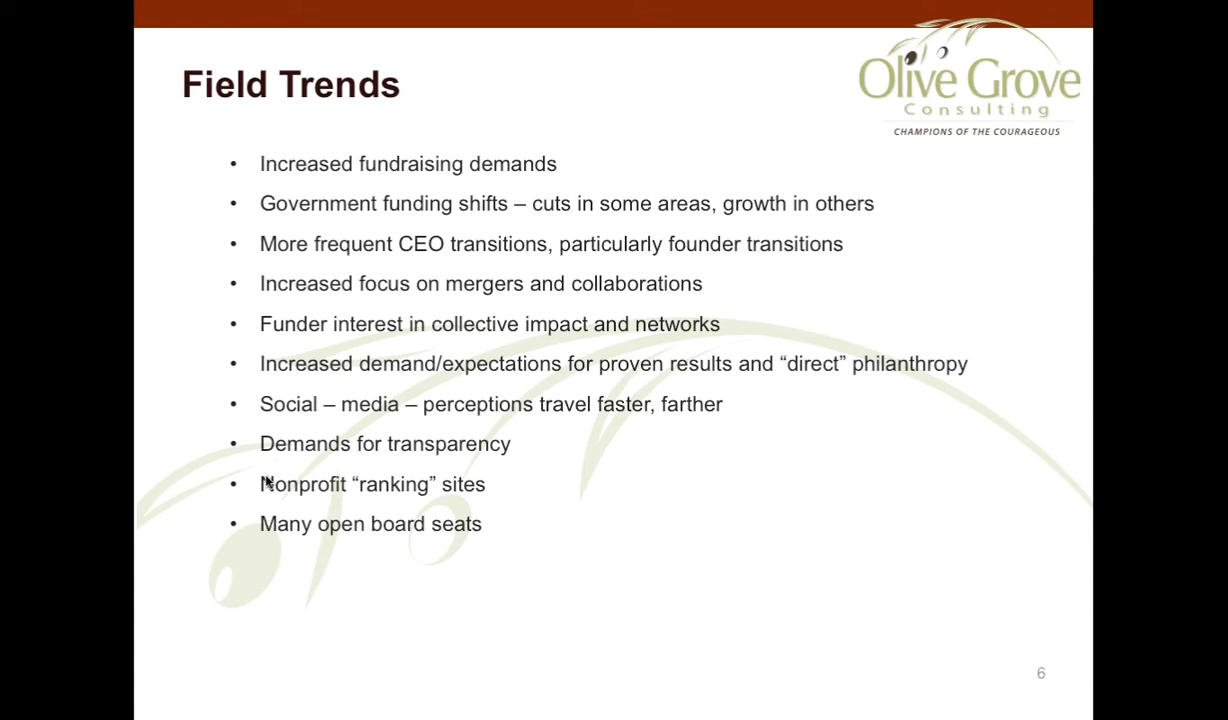 Field Trends
Olive Grove
Consulting
CHAMPIONS OF THE COURAGEOUS
• Increased fundraising demands
• Government funding shifts – cuts in some areas, growth in others
• More frequent CEO transitions, particularly founder transitions
• Increased focus on mergers and collaborations
• Funder interest in collective impact and networks
• Increased demand/expectations for proven results and “direct” philanthropy
• Social – media – perceptions travel faster, farther
• Demands for transparency
• Nonprofit “ranking” sites
• Many open board seats
6